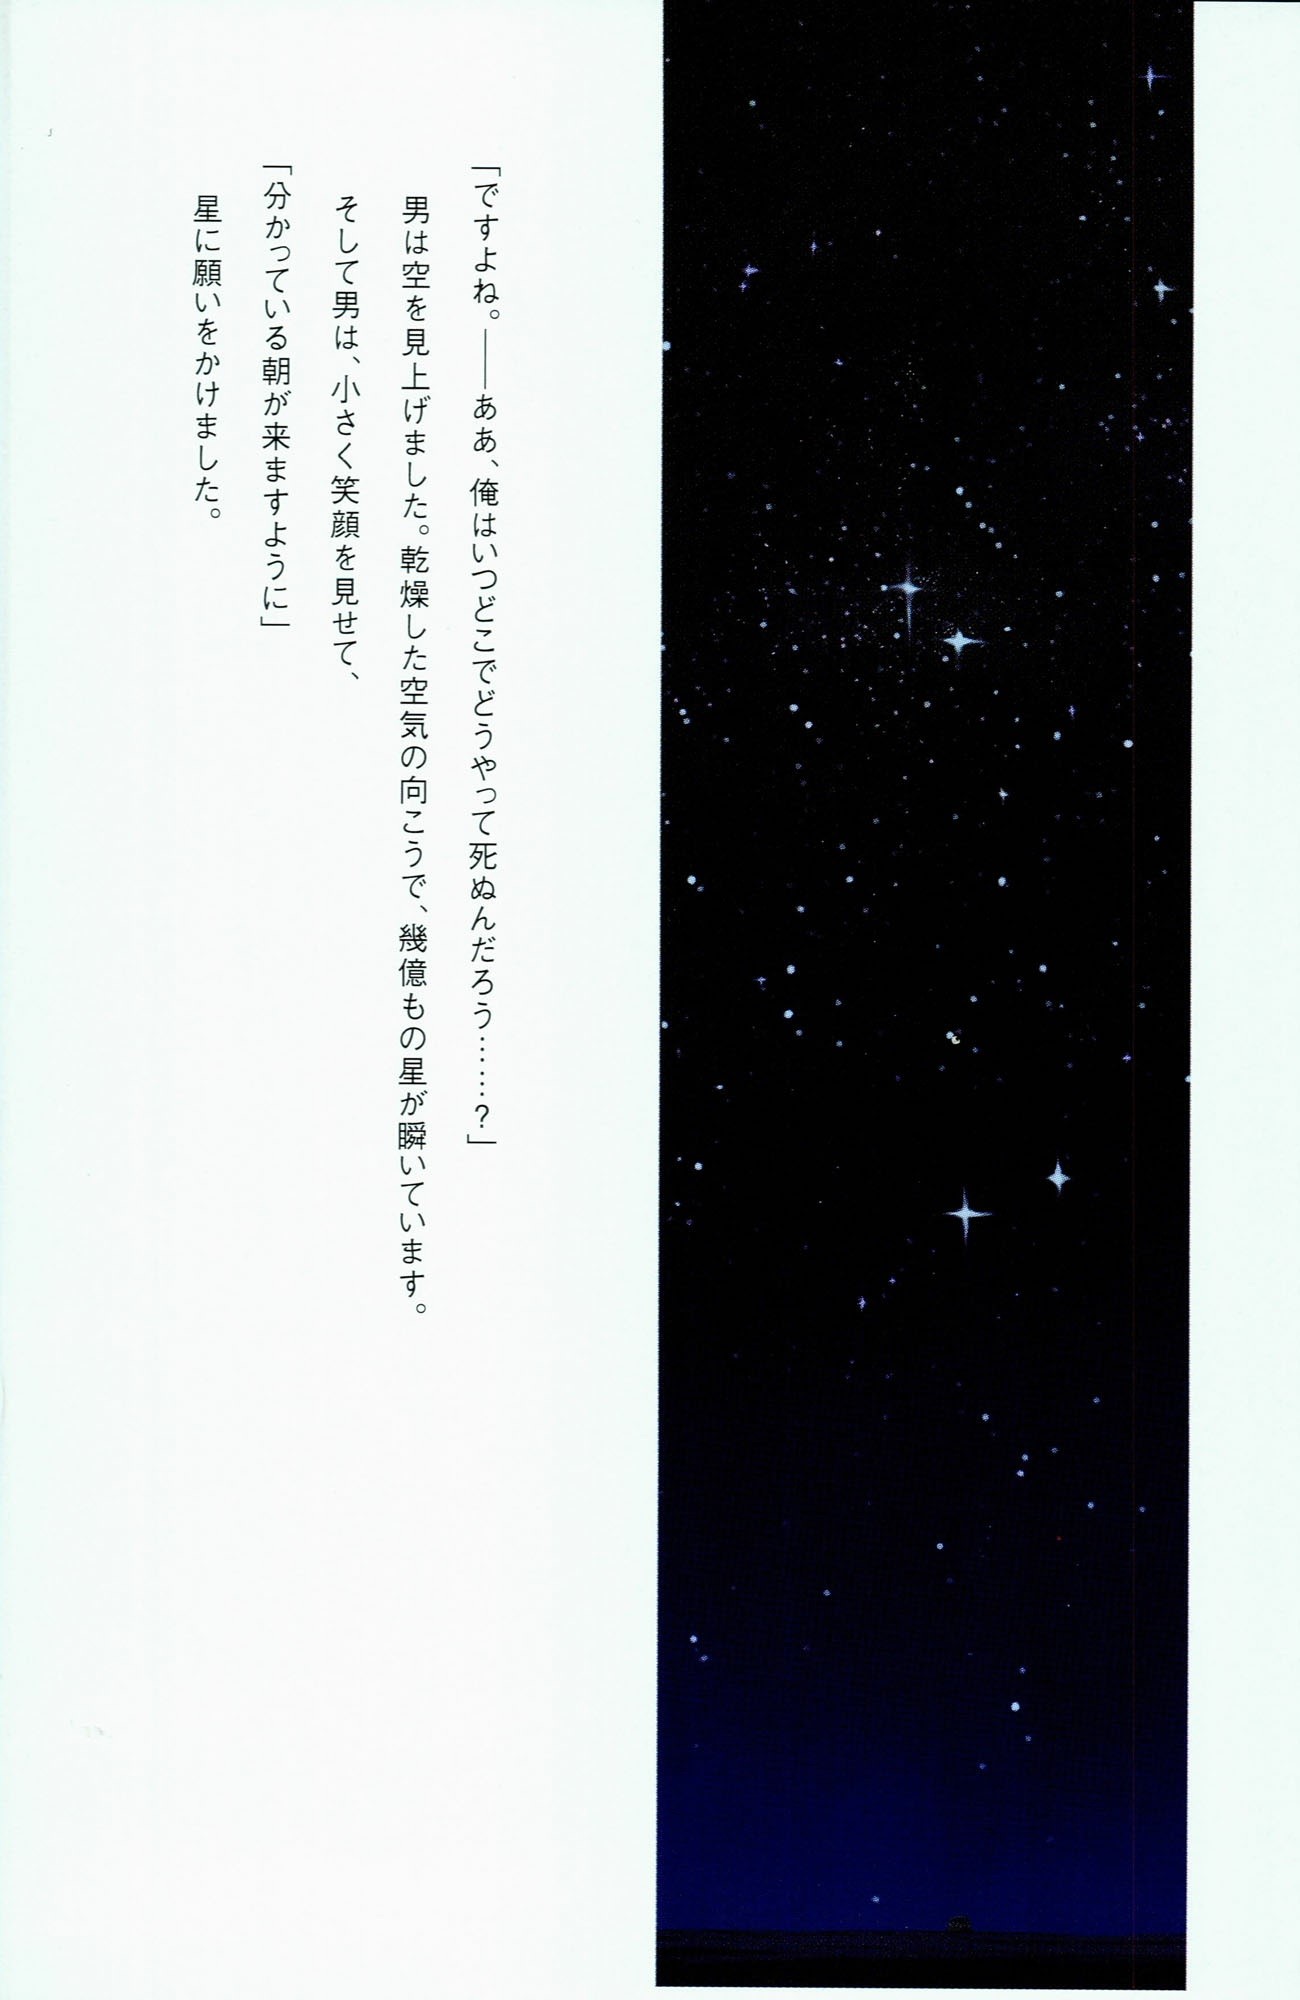 「ですよね。――ああ、俺はいつどこでどうやって死ぬんだろう……？」
男は空を見上げました。乾燥した空気の向こうで、幾億もの星が瞬いています。
そして男は、小さく笑顔を見せて、
「分かっている朝が来ますように」
星に願いをかけました。